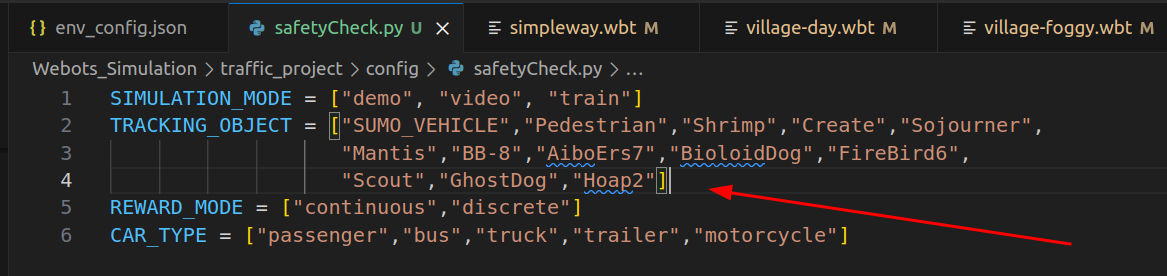 env_config.json safetyCheck.py U simpleway.wbt M village-day.wbt M village-foggy.wbt M
Webots_Simulation > traffic_project > config > safetyCheck.py > ...
1 SIMULATION_MODE = ["demo", "video", "train"]
2 TRACKING_OBJECT = ["SUMO_VEHICLE","Pedestrian","Shrimp","Create","Sojourner",
3 "Mantis","BB-8","AiboErs7","BioloidDog","FireBird6",
4 "Scout","GhostDog","Hoap2"]
5 REWARD_MODE = ["continuous","discrete"]
6 CAR_TYPE = ["passenger","bus","truck","trailer","motorcycle"]